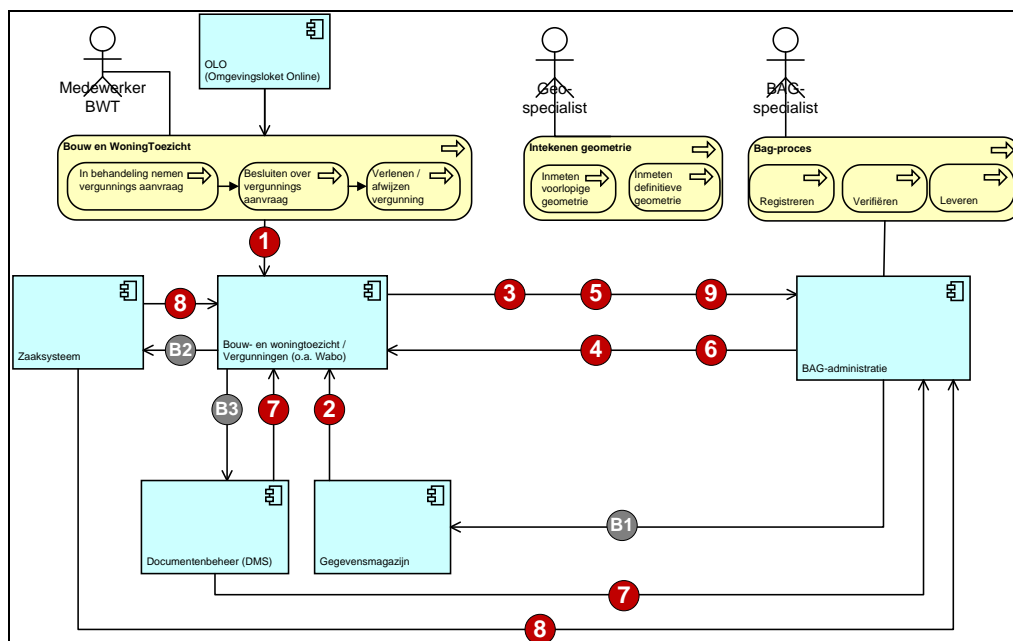 Medewerker
BWT
OLO
(Omgevingsloket Online)
Geo-
specialist
BAG-
specialist
Bouw en WoningToezicht
In behandeling nemen
vergunnings aanvraag
Besluiten over
vergunnings
aanvraag
Verlenen /
afwijzen
vergunning
Intekenen geometrie
Inmeten
voorlopige
geometrie
Inmeten
definitieve
geometrie
Bag-proces
Registreren
Verifiëren
Leveren
1
Zaaksysteem
8
B2
Bouw- en woningtoezicht /
Vergunningen (o.a. Wabo)
3
5
9
4
6
BAG-administratie
B3
7
2
Documentenbeheer (DMS)
Gegevensmagazijn
B1
7
8